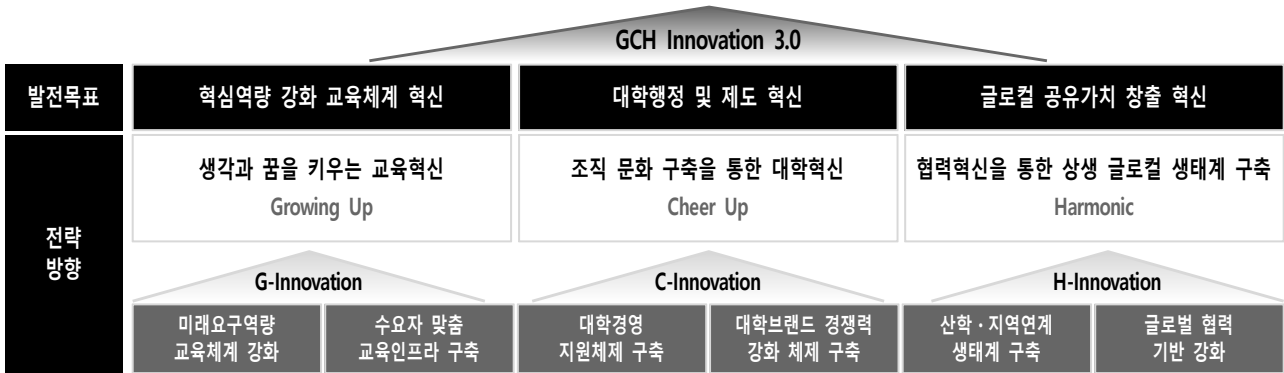 GCH Innovation 3.0
발전목표
혁심역량 강화 교육체계 혁신
대학행정 및 제도 혁신
글로컬 공유가치 창출 혁신
전략
방향
생각과 꿈을 키우는 교육혁신
Growing Up
조직 문화 구축을 통한 대학혁신
Cheer Up
협력혁신을 통한 상생 글로컬 생태계 구축
Harmonic
G-Innovation
C-Innovation
H-Innovation
미래요구역량
교육체계 강화
수요자 맞춤
교육인프라 구축
대학경영
지원체제 구축
대학브랜드 경쟁력
강화 체제 구축
산학·지역연계
생태계 구축
글로벌 협력
기반 강화